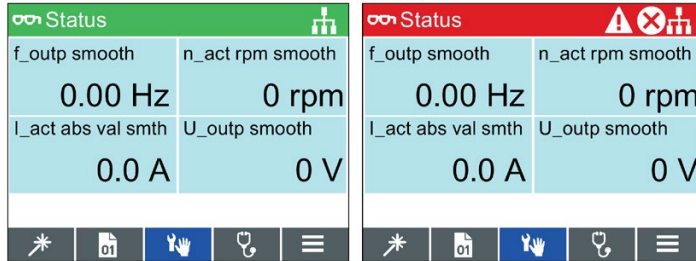 Status
f_outp smooth n_act rpm smooth
0.00 Hz 0 rpm
I_act abs val smth U_outp smooth
0.0 A 0 V
01
Status
f_outp smooth n_act rpm smooth
0.00 Hz 0 rpm
I_act abs val smth U_outp smooth
0.0 A 0 V
01